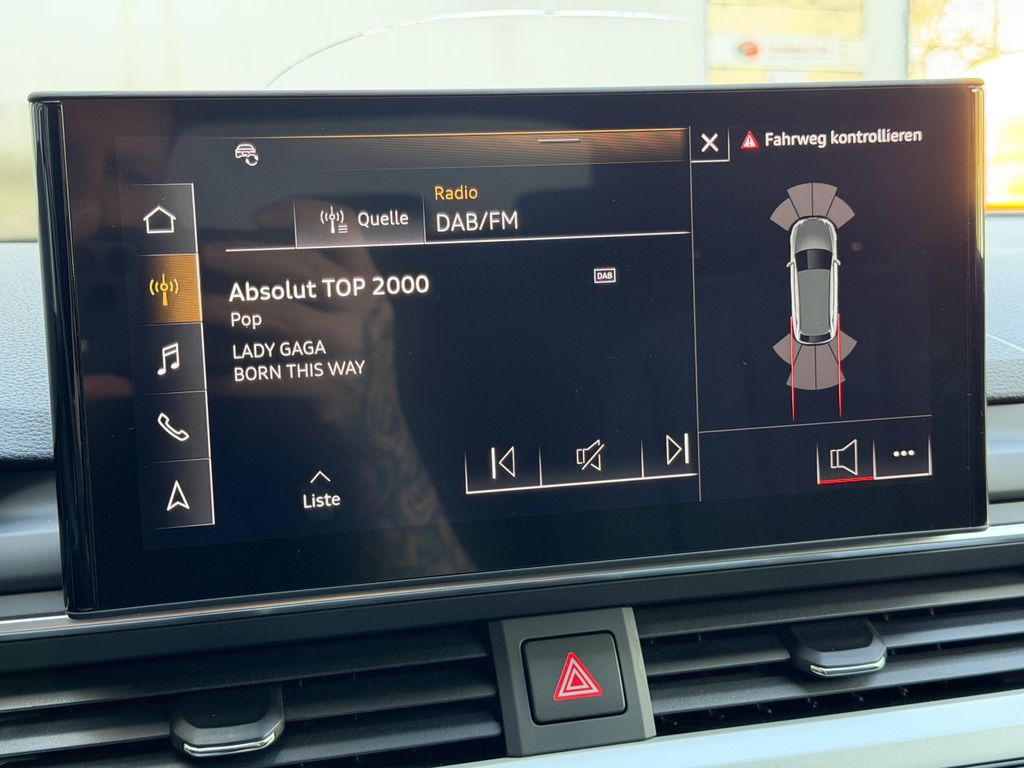 Fahrweg kontrollieren
Radio
Quelle
DAB/FM
Absolut TOP 2000
DAB
Pop
LADY GAGA
BORN THIS WAY
Liste